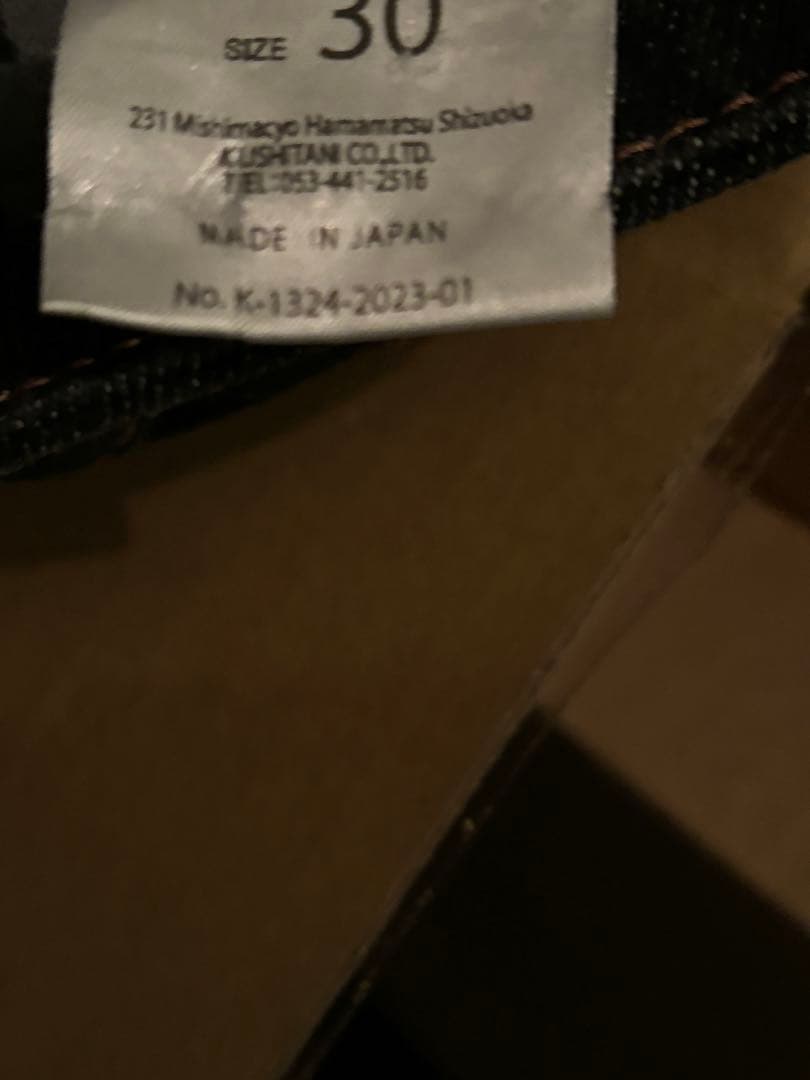 SIZE 30
231 Mishimacyo Hamamatsu Shizuoka
KUSHITANI CO.,LTD.
TEL:053-441-2516
MADE IN JAPAN
No. K-1324-2023-01